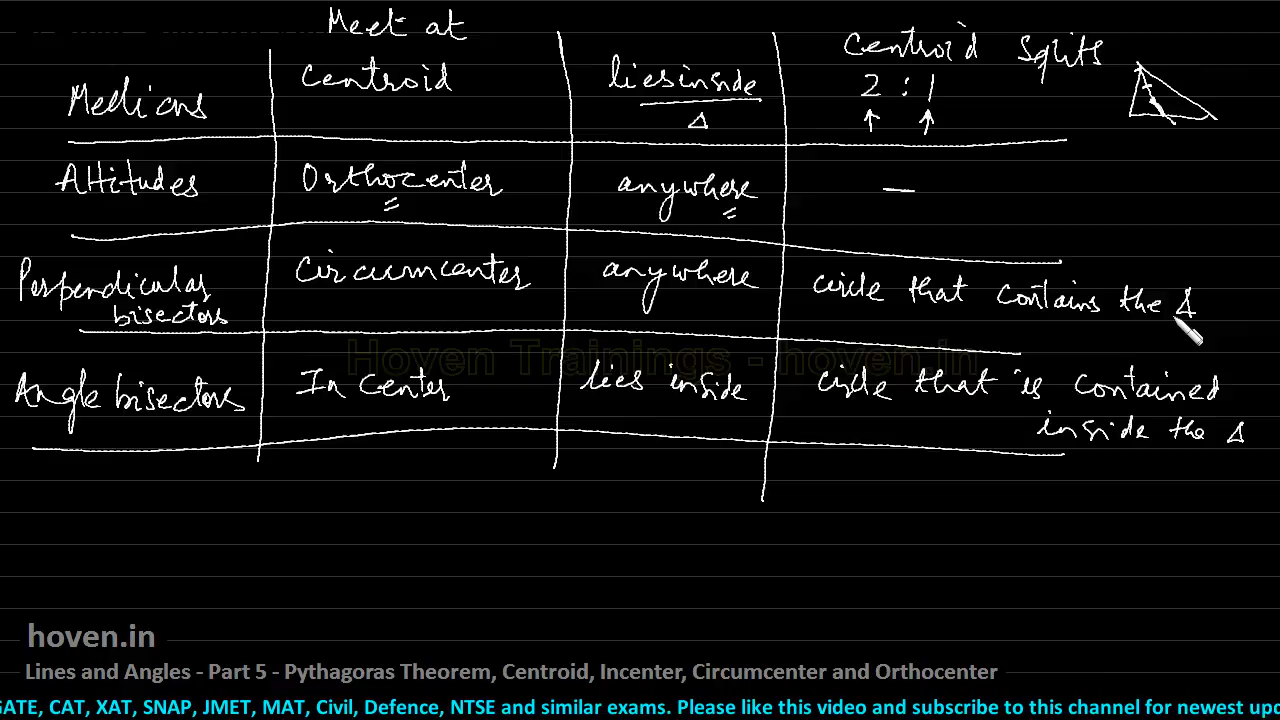 Meet at
Medians Centroid lies inside Δ Centroid splits
2 : 1
Altitudes Orthocenter anywhere —
Perpendicular bisectors Circumcenter anywhere circle that contains the Δ
Hoven Trainings - hoven.in
Angle bisectors In Center lies inside circle that is contained
inside the Δ
hoven.in
Lines and Angles - Part 5 - Pythagoras Theorem, Centroid, Incenter, Circumcenter and Orthocenter
GATE, CAT, XAT, SNAP, JMET, MAT, Civil, Defence, NTSE and similar exams. Please like this video and subscribe to this channel for newest upd